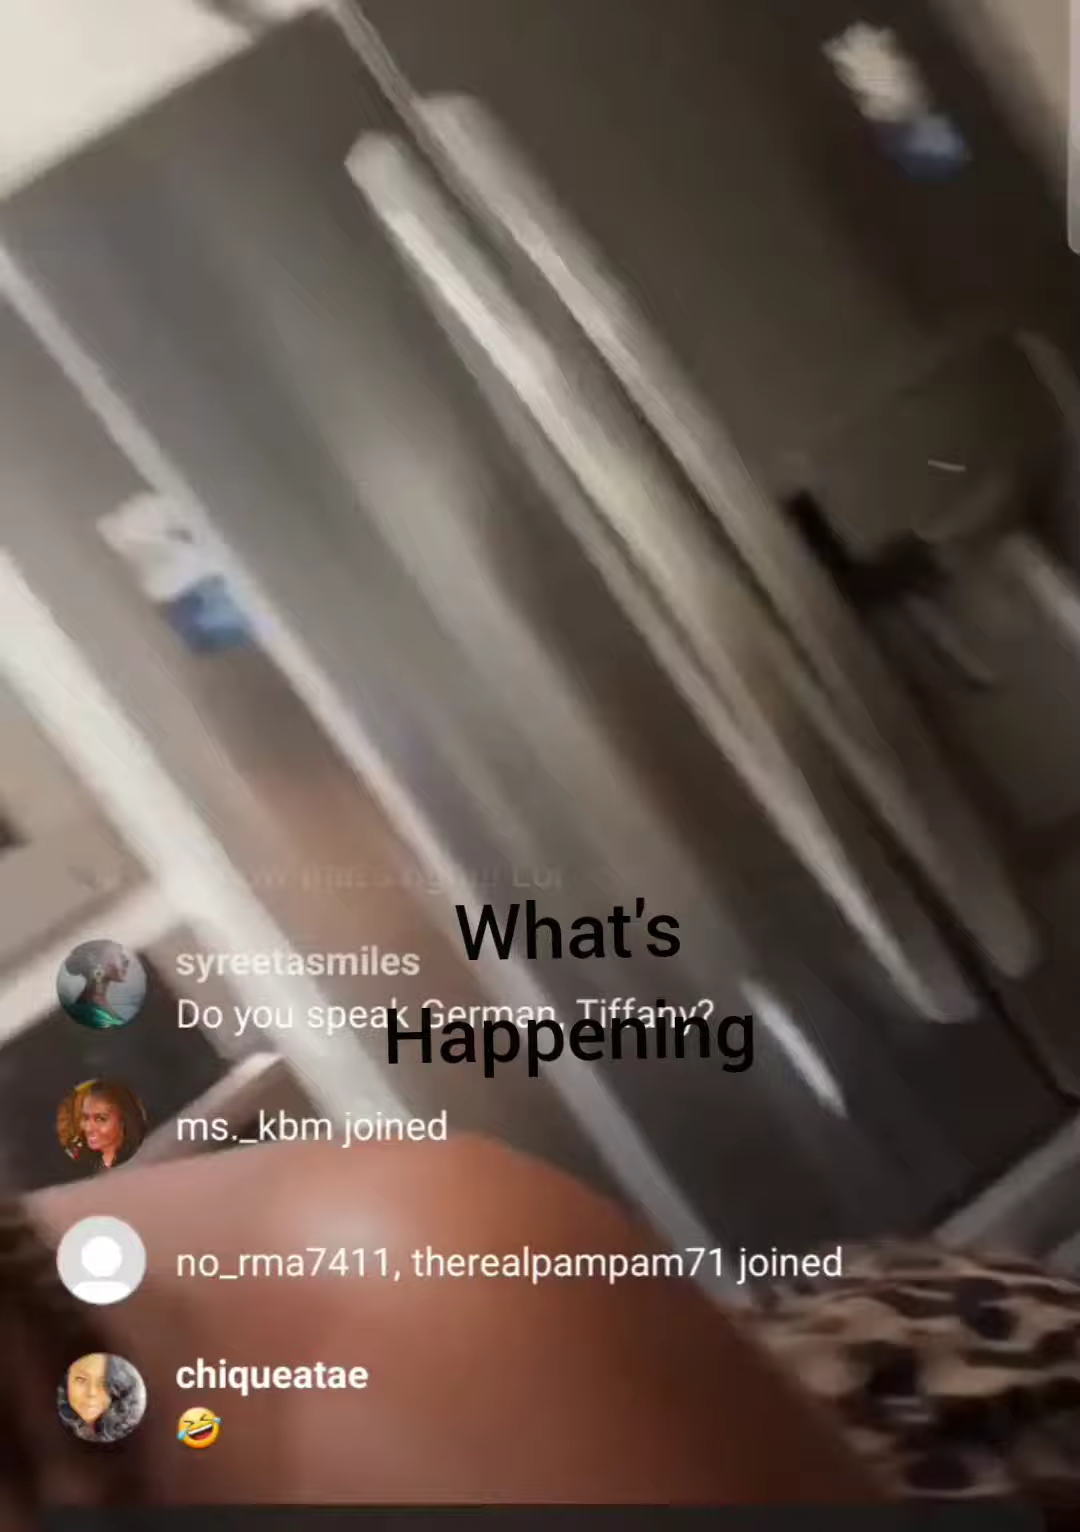 What's
syreetasmiles
Do you speak German, Tiffany?
Happening
ms._kbm joined
no_rma7411, therealpampam71 joined
chiqueatae
🤣